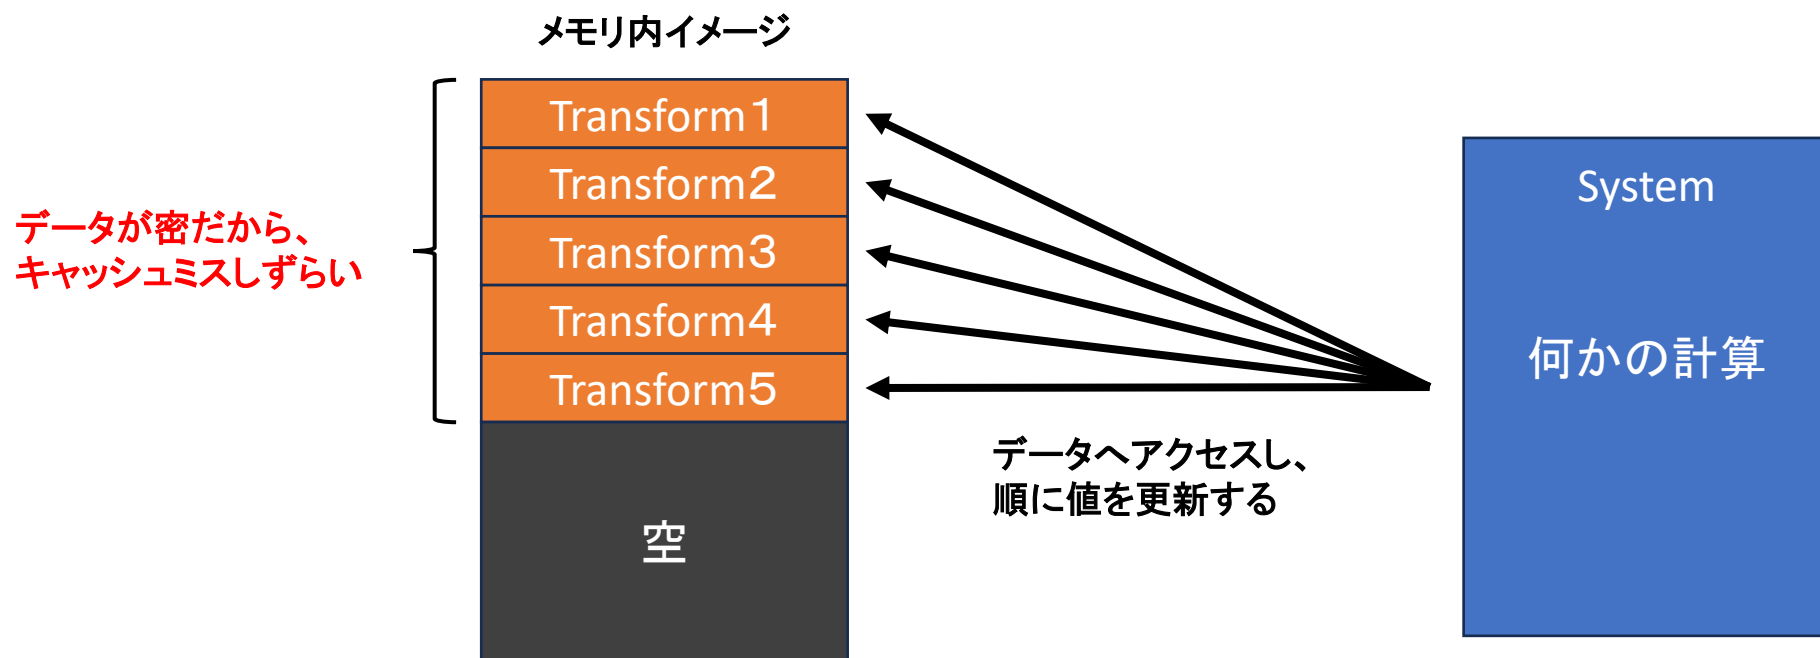 メモリ内イメージ
Transform１
Transform２
Transform３
Transform４
Transform５
空
データが密だから、
キャッシュミスしずらい
データへアクセスし、
順に値を更新する
System
何かの計算